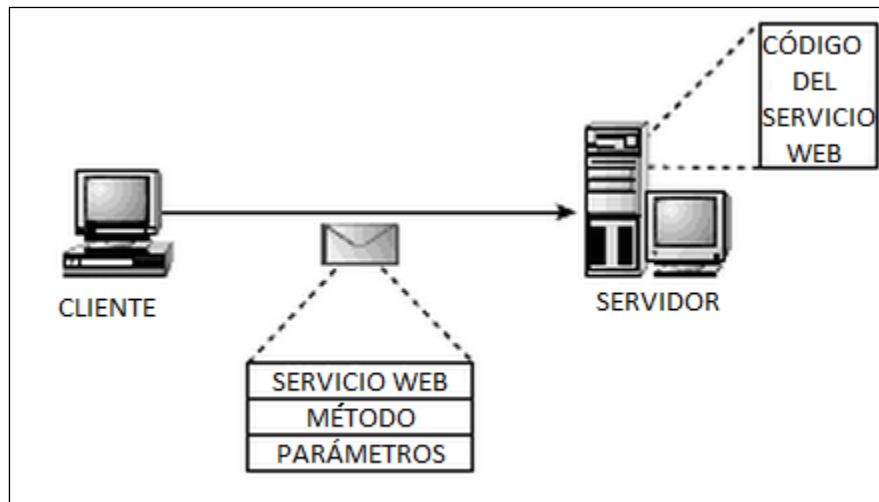 CÓDIGO
DEL
SERVICIO
WEB
CLIENTE
SERVIDOR
SERVICIO WEB
MÉTODO
PARÁMETROS